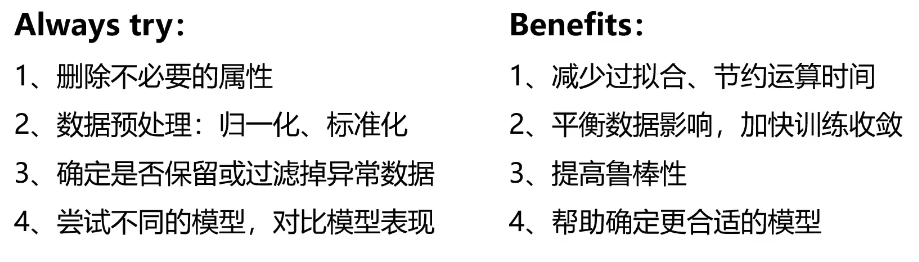 Always try：
1、删除不必要的属性
2、数据预处理：归一化、标准化
3、确定是否保留或过滤掉异常数据
4、尝试不同的模型，对比模型表现
Benefits：
1、减少过拟合、节约运算时间
2、平衡数据影响，加快训练收敛
3、提高鲁棒性
4、帮助确定更合适的模型